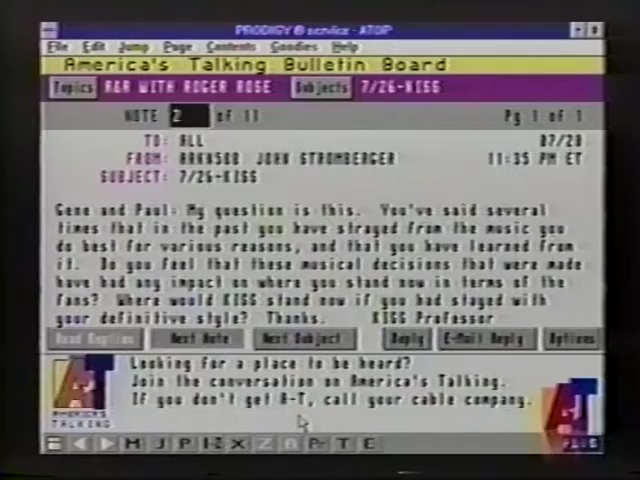 PRODIGY ® service - ATOP
File Edit Jump Page Contents Goodies Help
America's Talking Bulletin Board
Topics R&R WITH ROGER ROSE Subjects 7/26-KISS
NOTE 2 of 11 Pg 1 of 1
TO: ALL 07/20
FROM: JOHN STROMBERGER 11:35 PM ET
SUBJECT: 7/26-KISS
Gene and Paul- My question is this. You've said several
times that in the past you have strayed from the music you
do best for various reasons, and that you have learned from
it. Do you feel that these musical decisions that were made
have had any impact on where you stand now in terms of the
fans? Where would KISS stand now if you had stayed with
your definitive style? Thanks. KISS Professor
Read Replies Next Note Next Subject Reply E-Mail Reply Options
Looking for a place to be heard?
Join the conversation on America's Talking.
If you don't get A-T, call your cable company.
AT
AMERICA'S
TALKING
AT
PLUS
M J P X Z A Pr T E